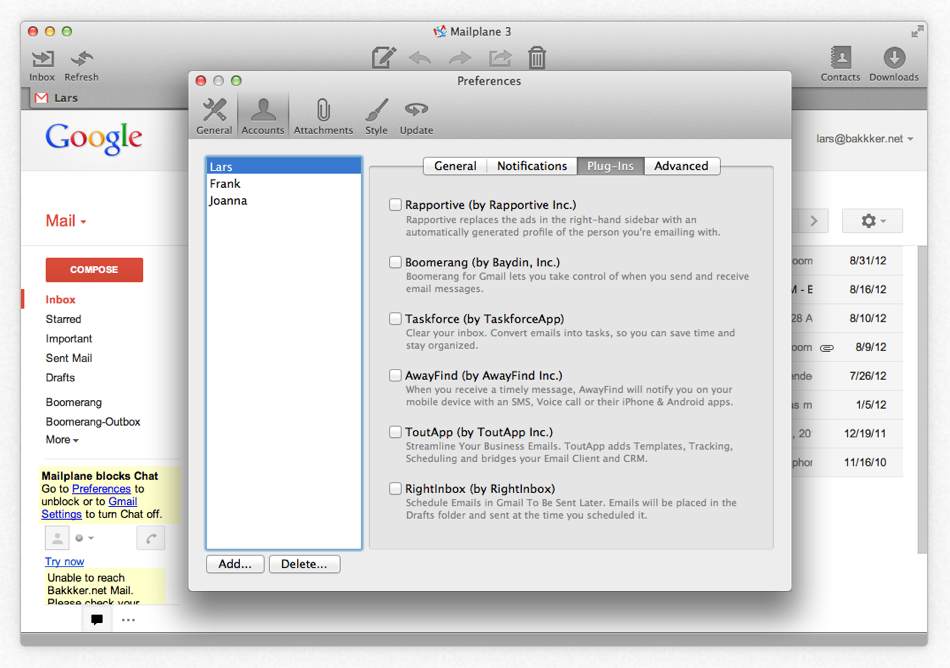 Mailplane 3
Inbox Refresh
Contacts Downloads
Lars
Google
lars@bakkker.net
Mail
COMPOSE
Inbox
Starred
Important
Sent Mail
Drafts
Boomerang
Boomerang-Outbox
More
Mailplane blocks Chat
Go to Preferences to
unblock or to Gmail
Settings to turn Chat off.
Try now
Unable to reach
Bakkker.net Mail.
Please check your
Preferences
General Accounts Attachments Style Update
Lars
Frank
Joanna
Add... Delete...
General Notifications Plug-Ins Advanced
Rapportive (by Rapportive Inc.)
Rapportive replaces the ads in the right-hand sidebar with an
automatically generated profile of the person you're emailing with.
Boomerang (by Baydin, Inc.)
Boomerang for Gmail lets you take control of when you send and receive
email messages.
Taskforce (by TaskforceApp)
Clear your inbox. Convert emails into tasks, so you can save time and
stay organized.
AwayFind (by AwayFind Inc.)
When you receive a timely message, AwayFind will notify you on your
mobile device with an SMS, Voice call or their iPhone & Android apps.
ToutApp (by ToutApp Inc.)
Streamline Your Business Emails. ToutApp adds Templates, Tracking,
Scheduling and bridges your Email Client and CRM.
RightInbox (by RightInbox)
Schedule Emails in Gmail To Be Sent Later. Emails will be placed in the
Drafts folder and sent at the time you scheduled it.
oom 8/31/12
M - E 8/16/12
28 A 8/10/12
oom 8/9/12
ende 7/26/12
as m 1/5/12
, 20 12/19/11
phor 11/16/10